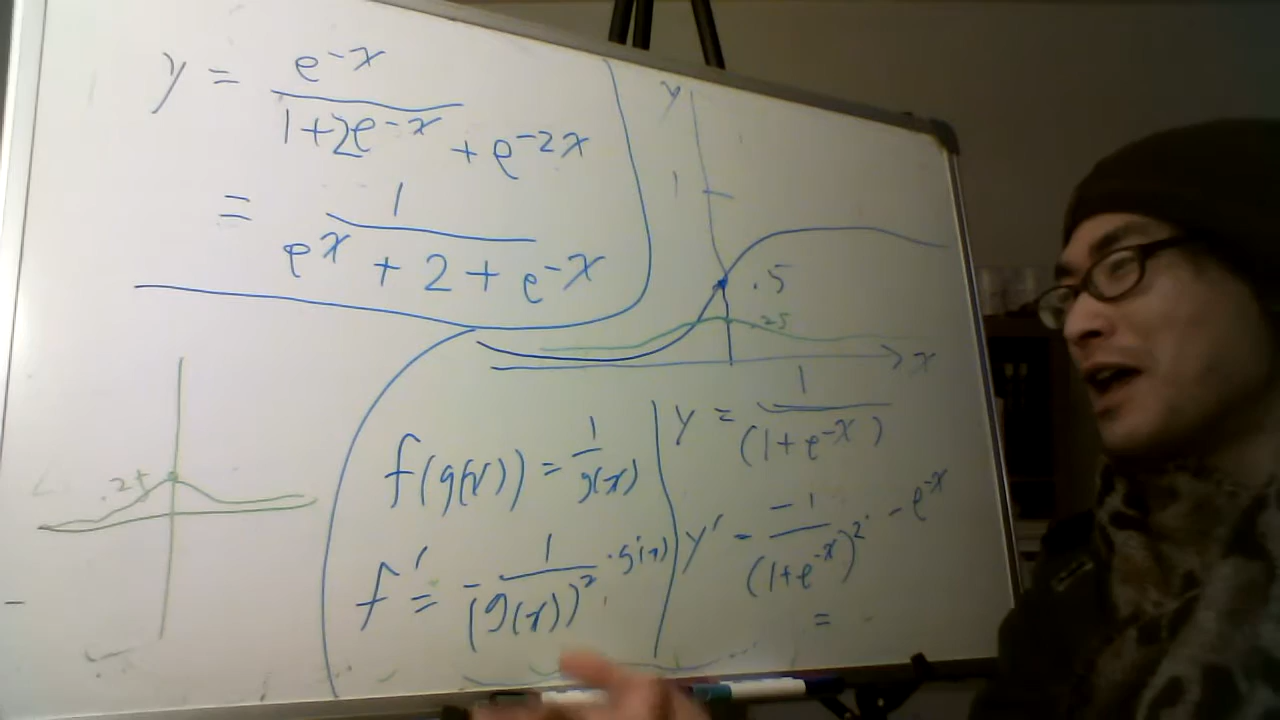 y = e^-x / 1+2e^-x + e^-2x
= 1 / e^x + 2 + e^-x
y
1
.5
.25
x
.25
f(g(x)) = 1 / g(x)
f' = - 1 / (g(x))^2 · g'(x)
y = 1 / (1+e^-x)
y' = -1 / (1+e^-x)^2 · -e^-x
=